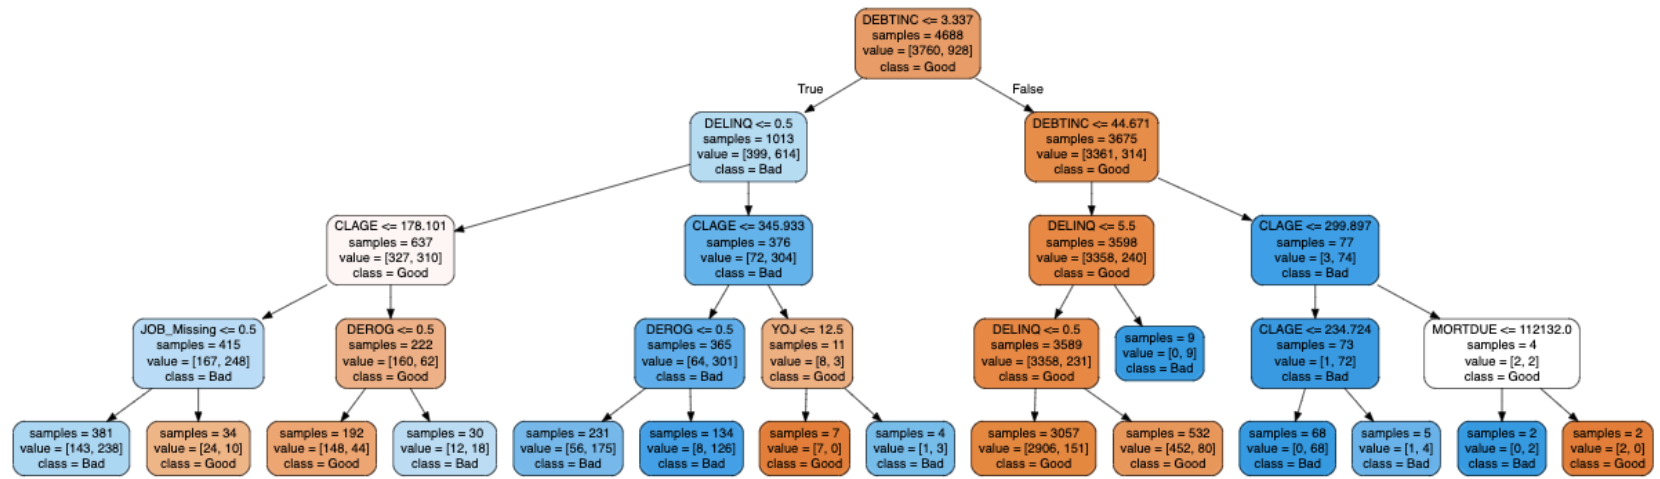 DEBTINC <= 3.337
samples = 4688
value = [3760, 928]
class = Good
True
False
DELINQ <= 0.5
samples = 1013
value = [399, 614]
class = Bad
DEBTINC <= 44.671
samples = 3675
value = [3361, 314]
class = Good
CLAGE <= 178.101
samples = 637
value = [327, 310]
class = Good
CLAGE <= 345.933
samples = 376
value = [72, 304]
class = Bad
DELINQ <= 5.5
samples = 3598
value = [3358, 240]
class = Good
CLAGE <= 299.897
samples = 77
value = [3, 74]
class = Bad
JOB_Missing <= 0.5
samples = 415
value = [167, 248]
class = Bad
DEROG <= 0.5
samples = 222
value = [160, 62]
class = Good
DEROG <= 0.5
samples = 365
value = [64, 301]
class = Bad
YOJ <= 12.5
samples = 11
value = [8, 3]
class = Good
DELINQ <= 0.5
samples = 3589
value = [3358, 231]
class = Good
samples = 9
value = [0, 9]
class = Bad
CLAGE <= 234.724
samples = 73
value = [1, 72]
class = Bad
MORTDUE <= 112132.0
samples = 4
value = [2, 2]
class = Good
samples = 381
value = [143, 238]
class = Bad
samples = 34
value = [24, 10]
class = Good
samples = 192
value = [148, 44]
class = Good
samples = 30
value = [12, 18]
class = Bad
samples = 231
value = [56, 175]
class = Bad
samples = 134
value = [8, 126]
class = Bad
samples = 7
value = [7, 0]
class = Good
samples = 4
value = [1, 3]
class = Bad
samples = 3057
value = [2906, 151]
class = Good
samples = 532
value = [452, 80]
class = Good
samples = 68
value = [0, 68]
class = Bad
samples = 5
value = [1, 4]
class = Bad
samples = 2
value = [0, 2]
class = Bad
samples = 2
value = [2, 0]
class = Good